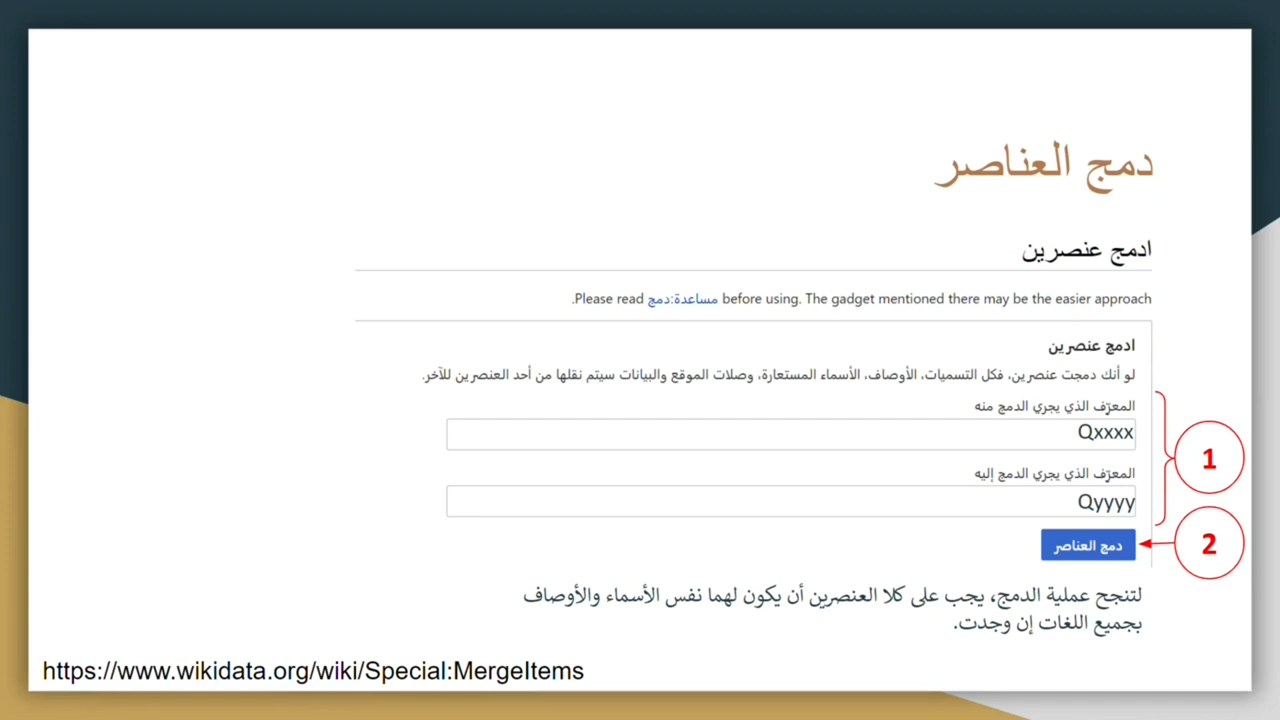 دمج العناصر
ادمج عنصرين
Please read مساعدة:دمج before using. The gadget mentioned there may be the easier approach.
ادمج عنصرين
لو أنك دمجت عنصرين، فكل التسميات، الأوصاف، الأسماء المستعارة، وصلات الموقع والبيانات سيتم نقلها من أحد العنصرين للآخر.
المعرّف الذي يجري الدمج منه
Qxxxx
1
المعرّف الذي يجري الدمج إليه
Qyyyy
دمج العناصر
2
لتنجح عملية الدمج، يجب على كلا العنصرين أن يكون لهما نفس الأسماء والأوصاف
بجميع اللغات إن وجدت.
https://www.wikidata.org/wiki/Special:MergeItems